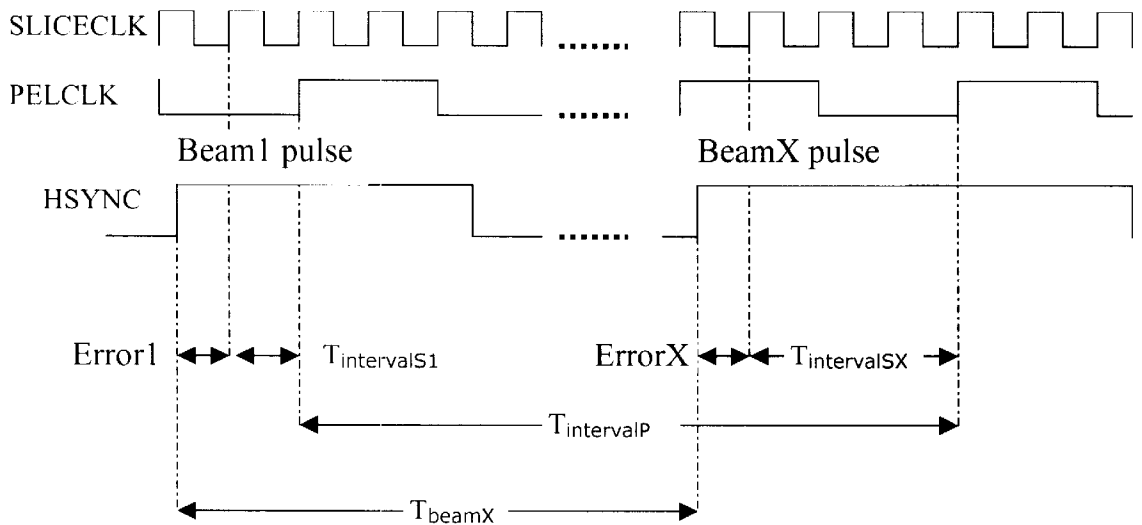 SLICECLK
PELCLK
Beam1 pulse
BeamX pulse
HSYNC
Error1
TintervalS1
ErrorX
TintervalSX
TintervalP
TbeamX